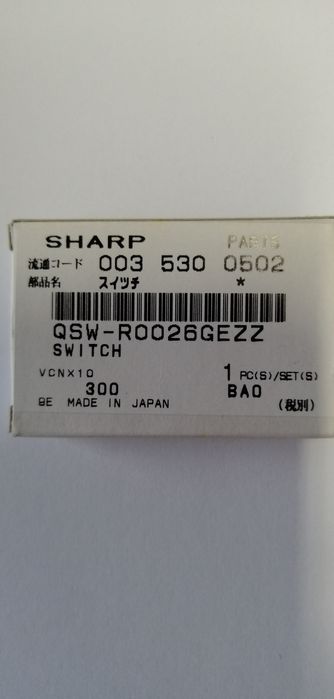 SHARP PARTS
流通コード 003 530 0502
部品名 スイッチ *
QSW-R0026GEZZ
SWITCH
VCNX10 1 PC(S)/SET(S)
300 BA0
GE MADE IN JAPAN (税別)